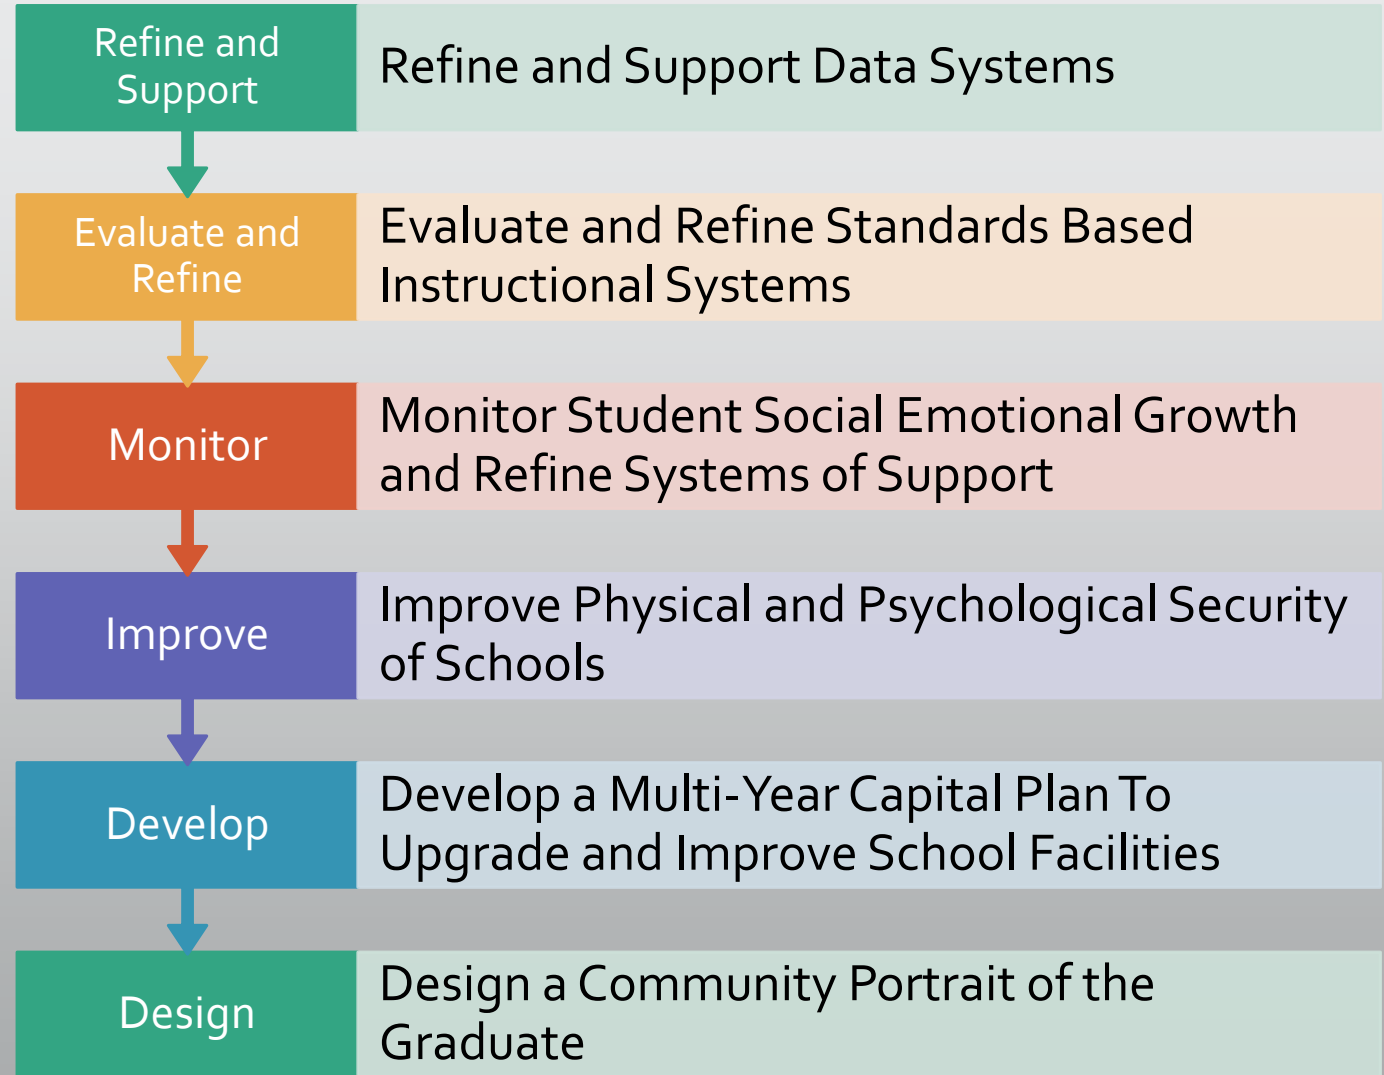 Refine and
Support
Refine and Support Data Systems
Evaluate and
Refine
Evaluate and Refine Standards Based
Instructional Systems
Monitor
Monitor Student Social Emotional Growth
and Refine Systems of Support
Improve
Improve Physical and Psychological Security
of Schools
Develop
Develop a Multi-Year Capital Plan To
Upgrade and Improve School Facilities
Design
Design a Community Portrait of the
Graduate